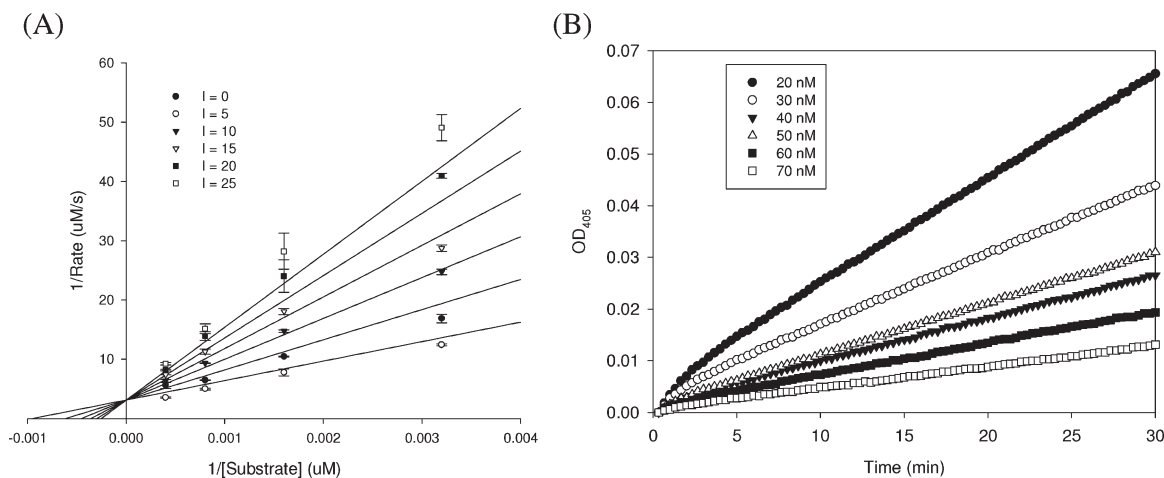 (A)
60
50
40
30
20
10
-0.001
0.000
0.001
0.002
0.003
0.004
1/Rate (uM/s)
1/[Substrate] (uM)
I = 0
I = 5
I = 10
I = 15
I = 20
I = 25
(B)
0.07
0.06
0.05
0.04
0.03
0.02
0.01
0.00
0
5
10
15
20
25
30
OD405
Time (min)
20 nM
30 nM
40 nM
50 nM
60 nM
70 nM